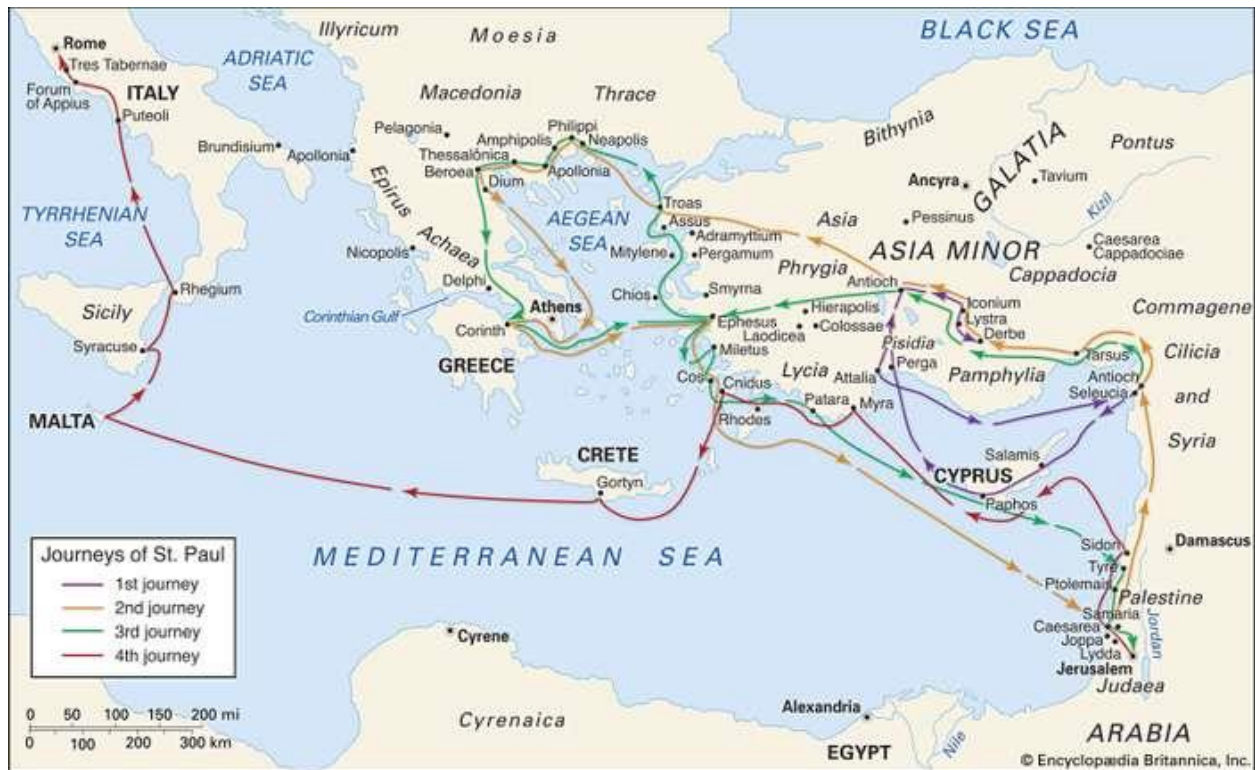 Illyricum
Moesia
BLACK SEA
Rome
Tres Tabernae
ADRIATIC
SEA
Forum
of Appius
ITALY
Puteoli
Macedonia
Thrace
Bithynia
GALATIA
Pontus
Pelagonia
Philippi
Amphipolis
Neapolis
Brundisium
Apollonia
Thessalónica
Beroea
Apollonia
Dium
Ancyra
Tavium
Kizil
Epirus
TYRRHENIAN
SEA
AEGEAN
SEA
Troas
Assus
Asia
Pessinus
Adramyttium
Mitylene
Pergamum
ASIA MINOR
Caesarea
Cappadociae
Nicopolis
Achaea
Phrygia
Cappadocia
Delphi
Antioch
Rhegium
Sicily
Corinthian Gulf
Athens
Chios
Smyrna
Hierapolis
Iconium
Lystra
Commagene
Corinth
Ephesus
Laodicea
Colossae
Derbe
Syracuse
GREECE
Miletus
Pisidia
Tarsus
Cilicia
Perga
Lycia
Pamphylia
Cos
Cnidus
Attalia
Antioch
Seleucia
and
MALTA
Rhodes
Patara
Myra
Syria
CRETE
Salamis
CYPRUS
Gortyn
Paphos
MEDITERRANEAN SEA
Sidon
Damascus
Tyre
Ptolemais
Palestine
Samaria
Caesarea
Jordan
Joppa
Lydda
Jerusalem
Judaea
Journeys of St. Paul
1st journey
2nd journey
3rd journey
4th journey
Cyrene
0 50 100 200 mi
0 100 200 300 km
Cyrenaica
Alexandria
EGYPT
Nile
ARABIA
© Encyclopædia Britannica, Inc.